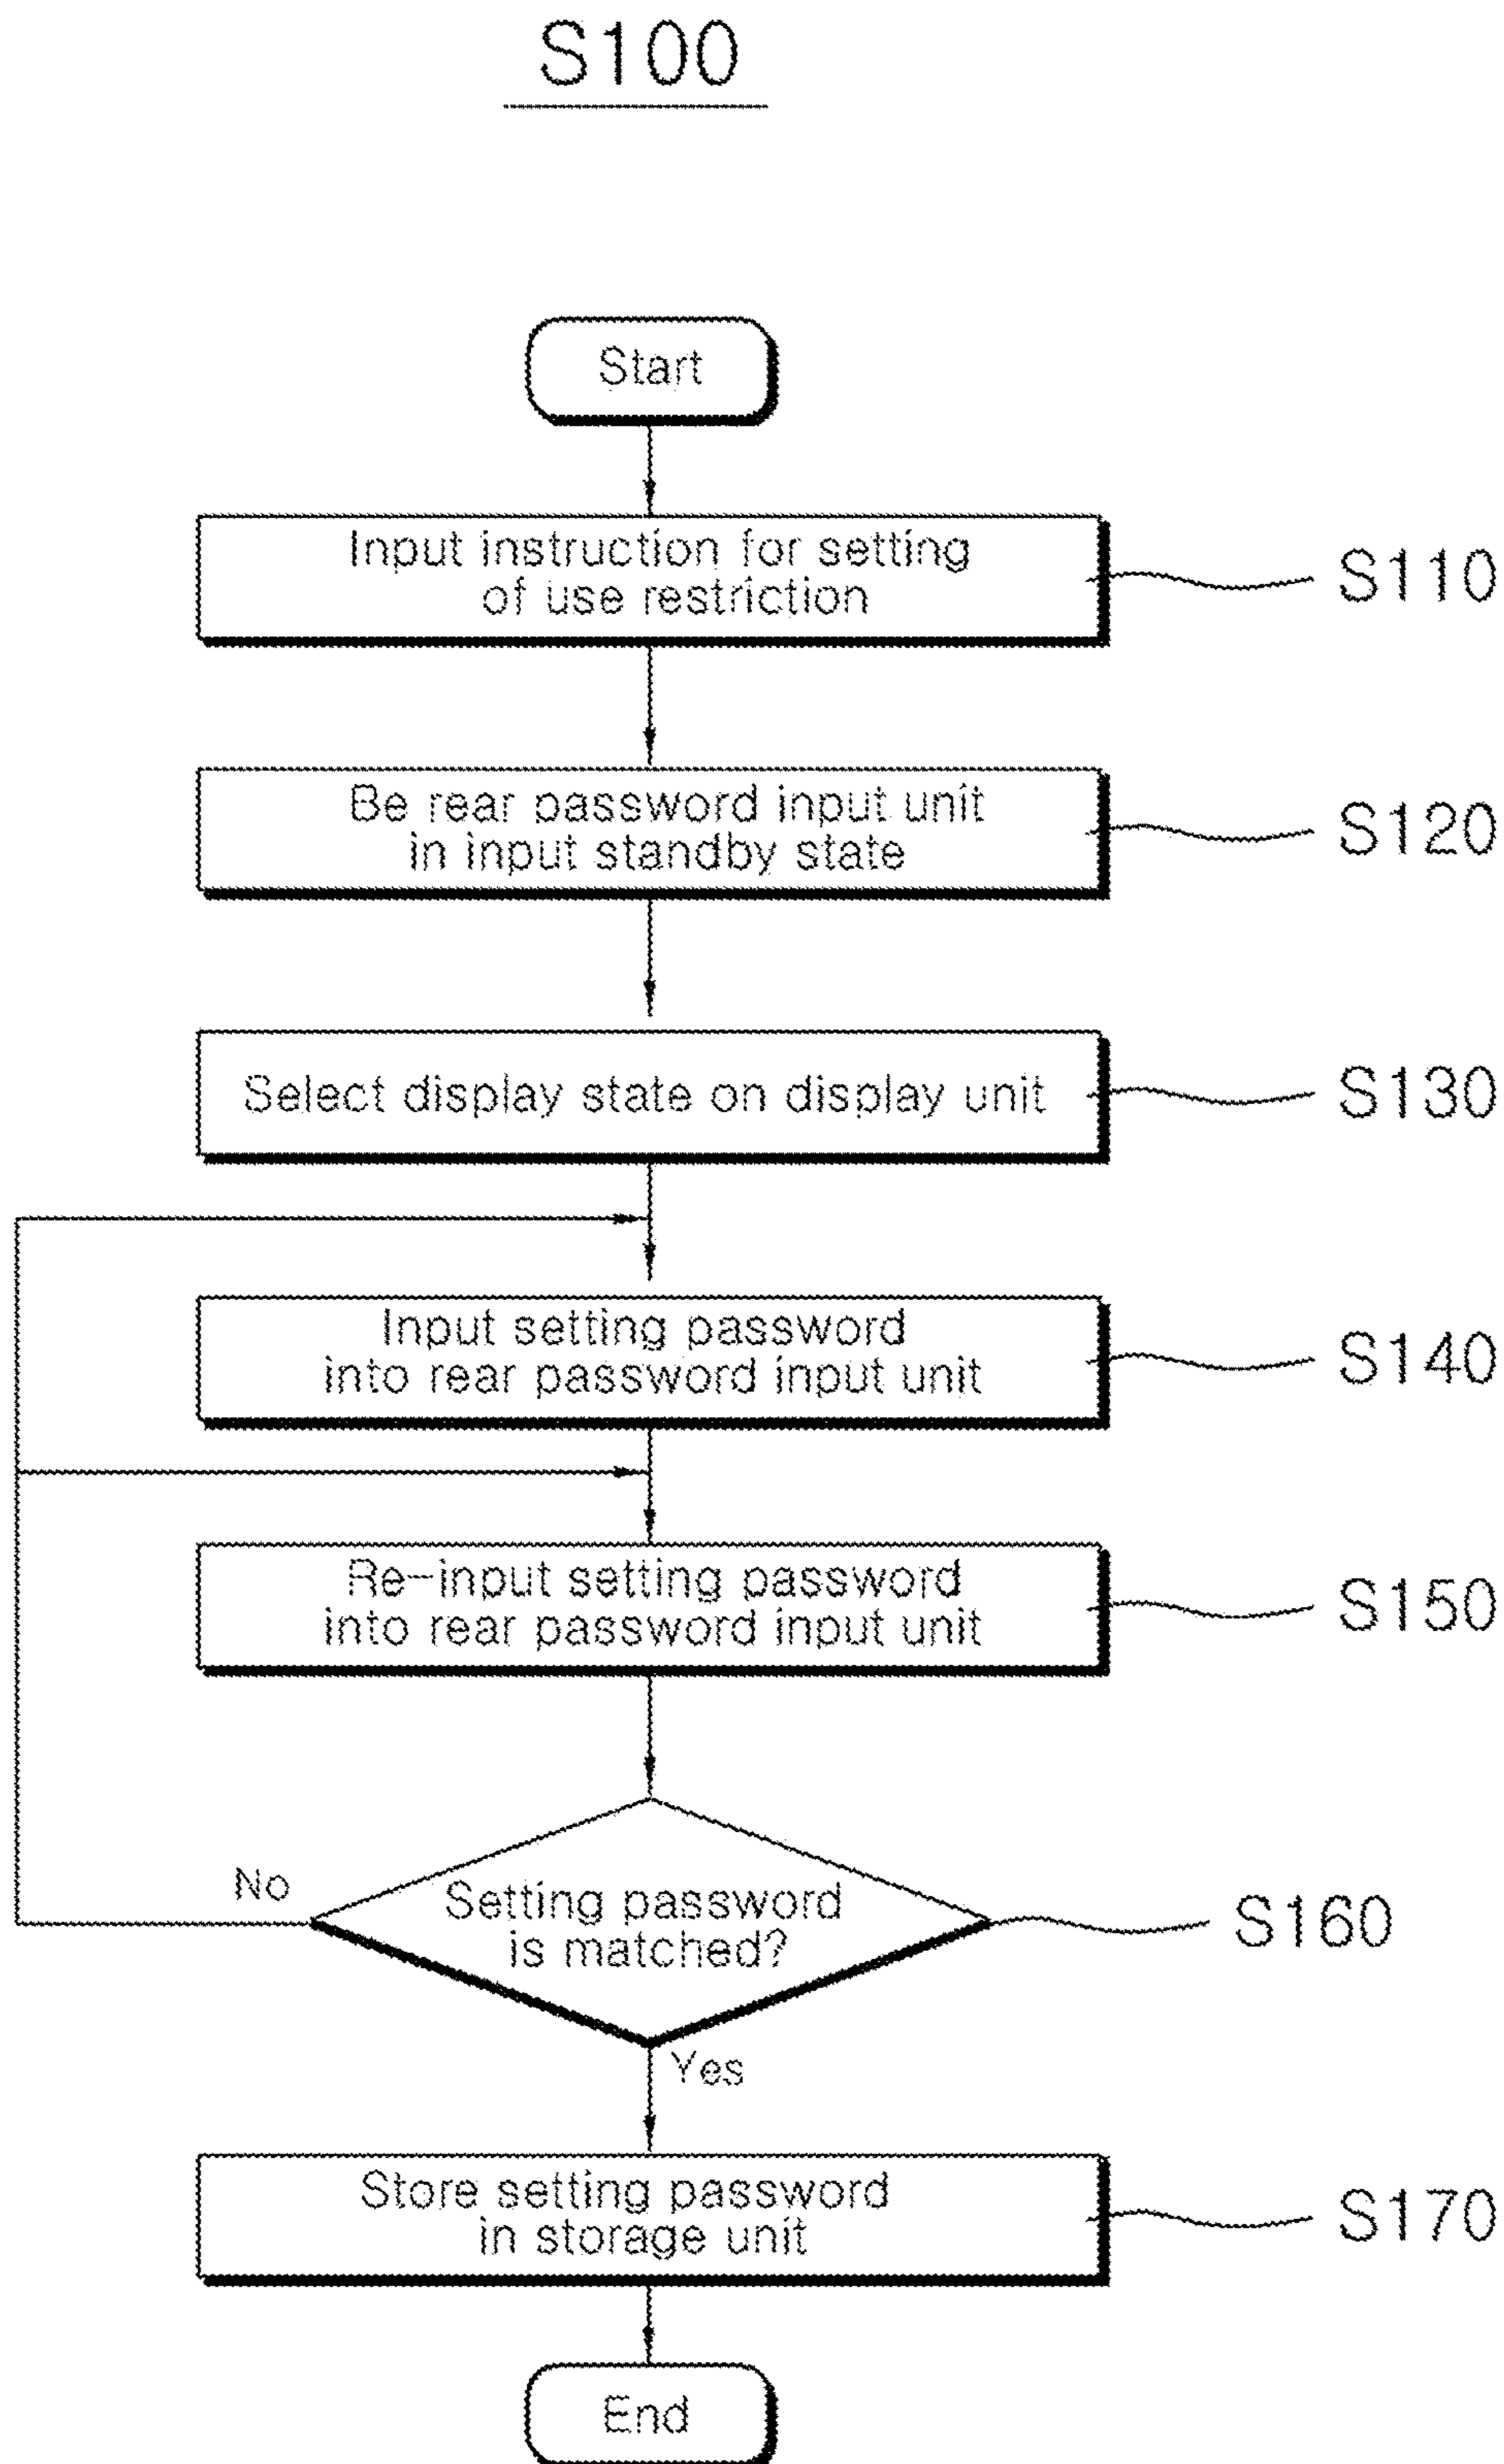 S100
Start
Input instruction for setting
of use restriction
S110
Be rear password input unit
in input standby state
S120
Select display state on display unit
S130
Input setting password
into rear password input unit
S140
Re-input setting password
into rear password input unit
S150
No
Setting password
is matched?
S160
Yes
Store setting password
in storage unit
S170
End